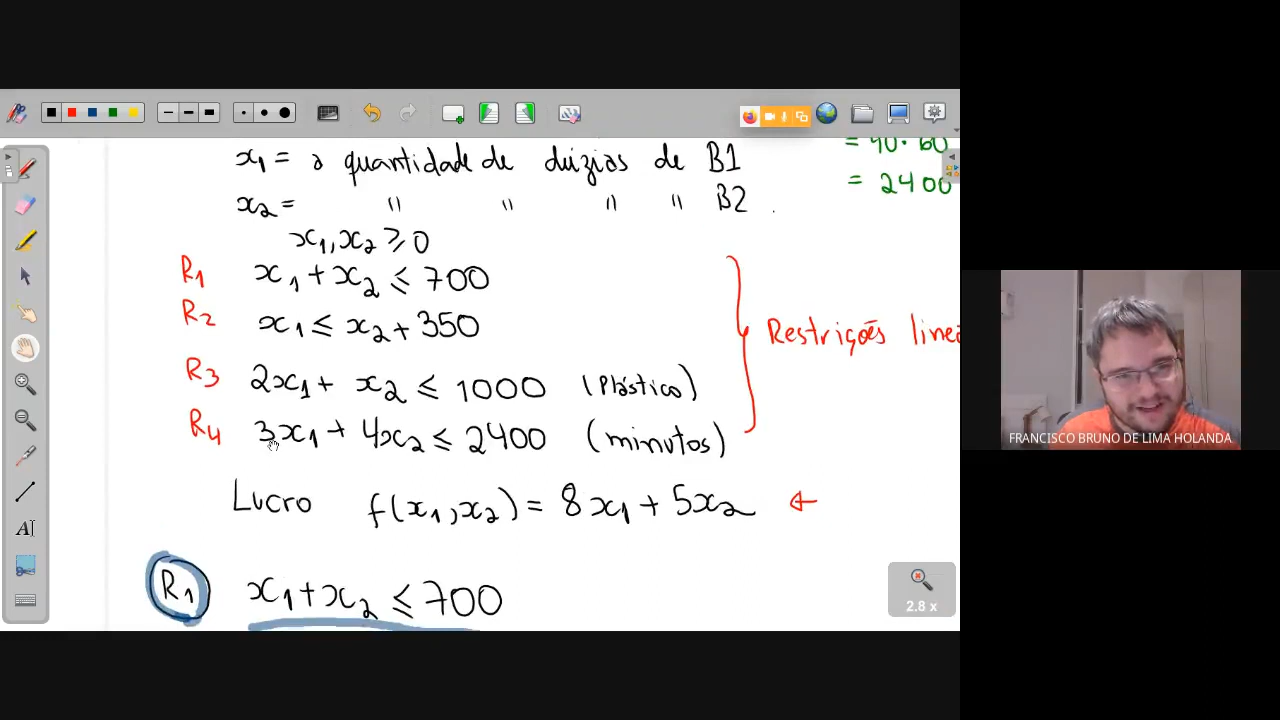 x₁ = a quantidade de dúzias de B1
x₂ = " " " " B2 .
x₁, x₂ ⩾ 0
R₁ x₁ + x₂ ≤ 700
R₂ x₁ ≤ x₂ + 350
R₃ 2x₁ + x₂ ≤ 1000 (Plástico)
R₄ 3x₁ + 4x₂ ≤ 2400 (minutos)
Restrições linea
Lucro f(x₁, x₂) = 8x₁ + 5x₂ ←
R₁ x₁ + x₂ ≤ 700
= 40 · 60
= 2400
AI
2.8 x
FRANCISCO BRUNO DE LIMA HOLANDA